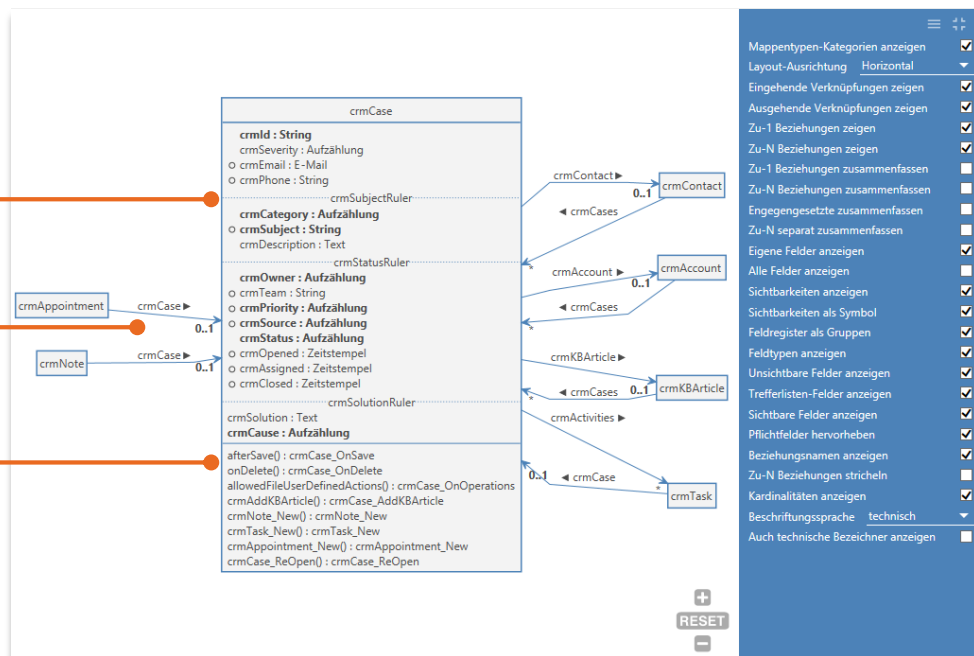 crmCase
crmId : String
crmSeverity : Aufzählung
crmEmail : E-Mail
crmPhone : String
crmSubjectRuler
crmCategory : Aufzählung
crmSubject : String
crmDescription : Text
crmStatusRuler
crmOwner : Aufzählung
crmTeam : String
crmPriority : Aufzählung
crmSource : Aufzählung
crmStatus : Aufzählung
crmOpened : Zeitstempel
crmAssigned : Zeitstempel
crmClosed : Zeitstempel
crmSolutionRuler
crmSolution : Text
crmCause : Aufzählung
afterSave() : crmCase_OnSave
onDelete() : crmCase_OnDelete
allowedFileUserDefinedActions() : crmCase_OnOperations
crmAddKBArticle() : crmCase_AddKBArticle
crmNote_New() : crmNote_New
crmTask_New() : crmTask_New
crmAppointment_New() : crmAppointment_New
crmCase_ReOpen() : crmCase_ReOpen
crmAppointment
crmCase ▶
0..1
crmNote
crmCase ▶
0..1
crmContact ▶
0..1
crmContact
◀ crmCases
*
crmAccount ▶
0..1
crmAccount
◀ crmCases
*
crmKBArticle ▶
0..1
crmKBArticle
◀ crmCases
*
crmActivities ▶
*
crmTask
◀ crmCase
0..1
RESET
Mappentypen-Kategorien anzeigen
Layout-Ausrichtung Horizontal
Eingehende Verknüpfungen zeigen
Ausgehende Verknüpfungen zeigen
Zu-1 Beziehungen zeigen
Zu-N Beziehungen zeigen
Zu-1 Beziehungen zusammenfassen
Zu-N Beziehungen zusammenfassen
Engegengesetzte zusammenfassen
Zu-N separat zusammenfassen
Eigene Felder anzeigen
Alle Felder anzeigen
Sichtbarkeiten anzeigen
Sichtbarkeiten als Symbol
Feldregister als Gruppen
Feldtypen anzeigen
Unsichtbare Felder anzeigen
Trefferlisten-Felder anzeigen
Sichtbare Felder anzeigen
Pflichtfelder hervorheben
Beziehungsnamen anzeigen
Zu-N Beziehungen stricheln
Kardinalitäten anzeigen
Beschriftungssprache technisch
Auch technische Bezeichner anzeigen